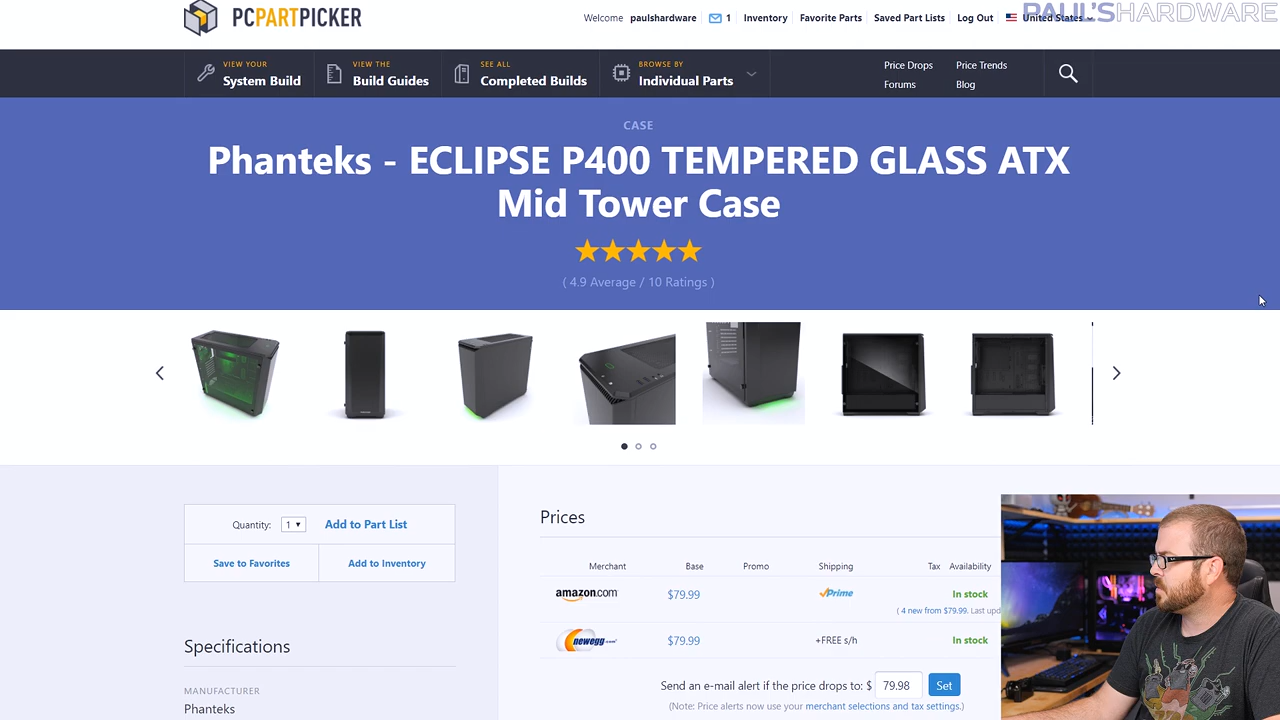 PCPARTPICKER
Welcome paulshardware 1 Inventory Favorite Parts Saved Part Lists Log Out United States
PAUL'SHARDWARE
VIEW YOUR
System Build
VIEW THE
Build Guides
SEE ALL
Completed Builds
BROWSE BY
Individual Parts
Price Drops Price Trends
Forums Blog
CASE
Phanteks - ECLIPSE P400 TEMPERED GLASS ATX
Mid Tower Case
( 4.9 Average / 10 Ratings )
Quantity: 1 Add to Part List
Save to Favorites Add to Inventory
Specifications
MANUFACTURER
Phanteks
Prices
Merchant Base Promo Shipping Tax Availability
amazon.com $79.99 Prime In stock
( 4 new from $79.99. Last upd
newegg.com $79.99 +FREE s/h In stock
Send an e-mail alert if the price drops to: $ 79.98 Set
(Note: Price alerts now use your merchant selections and tax settings.)